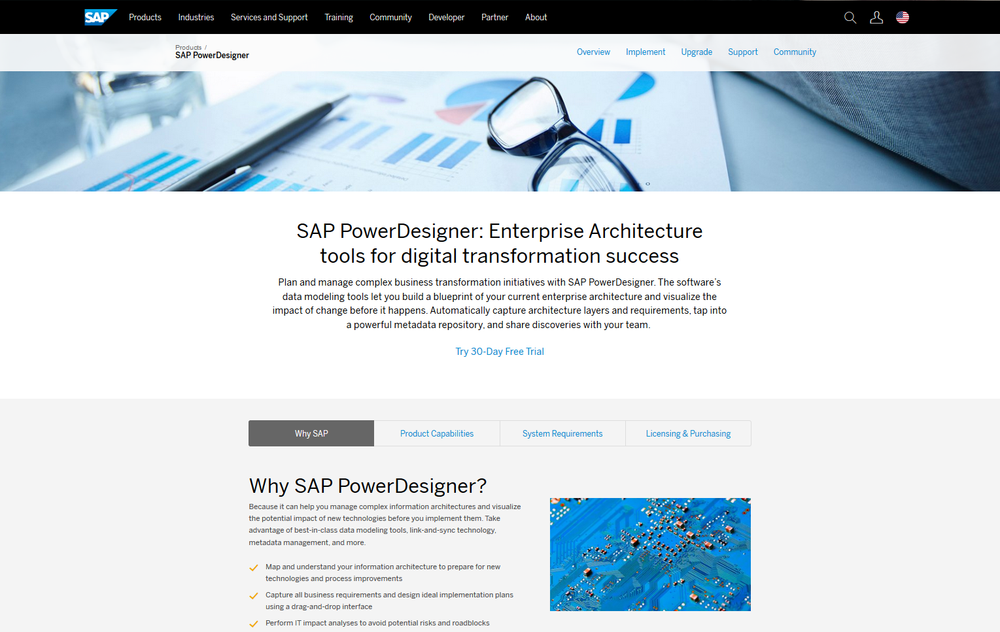 SAP
Products
Industries
Services and Support
Training
Community
Developer
Partner
About
Products /
SAP PowerDesigner
Overview
Implement
Upgrade
Support
Community
SAP PowerDesigner: Enterprise Architecture
tools for digital transformation success
Plan and manage complex business transformation initiatives with SAP PowerDesigner. The software's
data modeling tools let you build a blueprint of your current enterprise architecture and visualize the
impact of change before it happens. Automatically capture architecture layers and requirements, tap into
a powerful metadata repository, and share discoveries with your team.
Try 30-Day Free Trial
Why SAP
Product Capabilities
System Requirements
Licensing & Purchasing
Why SAP PowerDesigner?
Because it can help you manage complex information architectures and visualize
the potential impact of new technologies before you implement them. Take
advantage of best-in-class data modeling tools, link-and-sync technology,
metadata management, and more.
Map and understand your information architecture to prepare for new
technologies and process improvements
Capture all business requirements and design ideal implementation plans
using a drag-and-drop interface
Perform IT impact analyses to avoid potential risks and roadblocks